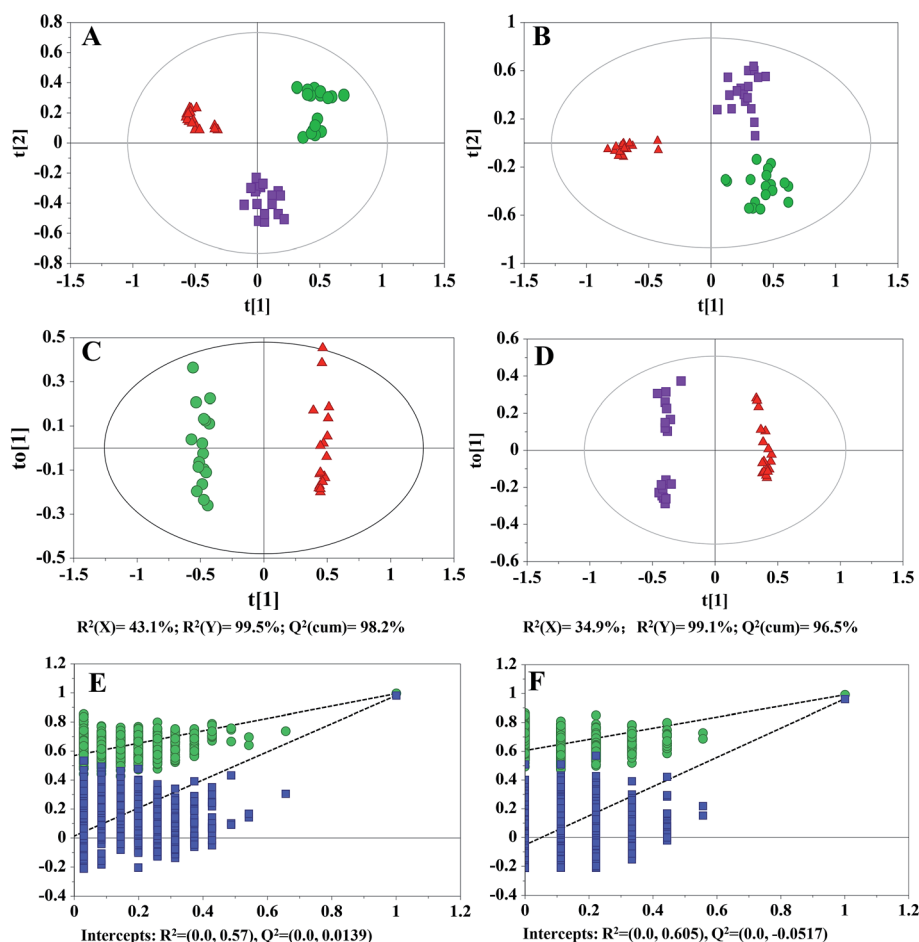 A
0.8
0.6
0.4
0.2
0
-0.2
-0.4
-0.6
-0.8
t[2]
-1.5 -1 -0.5 0 0.5 1 1.5
t[1]
B
1
0.6
0.2
-0.2
-0.6
-1
t[2]
-1.5 -1 -0.5 0 0.5 1 1.5
t[1]
C
0.5
0.3
0.1
-0.1
-0.3
-0.5
to[1]
-1.5 -1 -0.5 0 0.5 1 1.5
t[1]
R²(X)= 43.1%; R²(Y)= 99.5%; Q²(cum)= 98.2%
D
0.6
0.4
0.2
0
-0.2
-0.4
-0.6
to[1]
-1.5 -1 -0.5 0 0.5 1 1.5
t[1]
R²(X)= 34.9%; R²(Y)= 99.1%; Q²(cum)= 96.5%
E
1.2
1
0.8
0.6
0.4
0.2
0
-0.2
-0.4
0 0.2 0.4 0.6 0.8 1 1.2
Intercepts: R²=(0.0, 0.57), Q²=(0.0, 0.0139)
F
1.2
1
0.8
0.6
0.4
0.2
0
-0.2
-0.4
0 0.2 0.4 0.6 0.8 1 1.2
Intercepts: R²=(0.0, 0.605), Q²=(0.0, -0.0517)